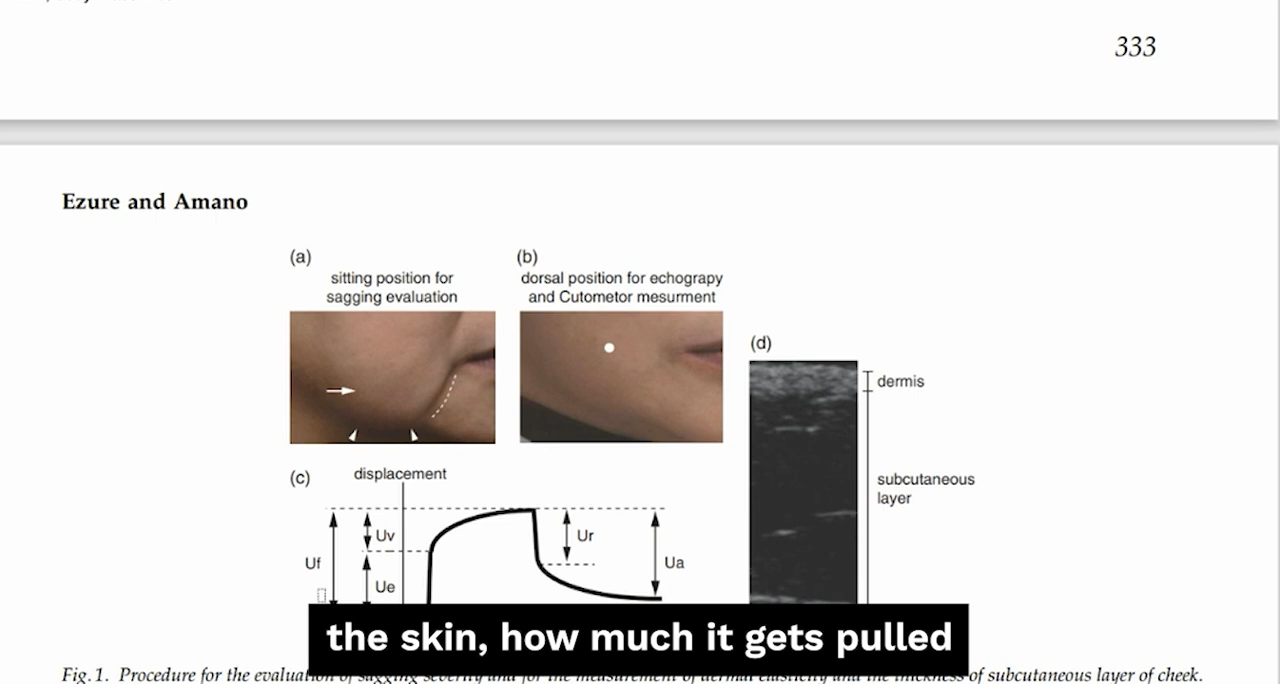 333
Ezure and Amano
(a)
sitting position for
sagging evaluation
(b)
dorsal position for echograpy
and Cutometor mesurment
(d)
dermis
subcutaneous
layer
(c)
displacement
Uf
Uv
Ue
Ur
Ua
the skin, how much it gets pulled
Fig. 1. Procedure for the evaluation of sagging severity and for the measurement of dermal elasticity and the thickness of subcutaneous layer of cheek.